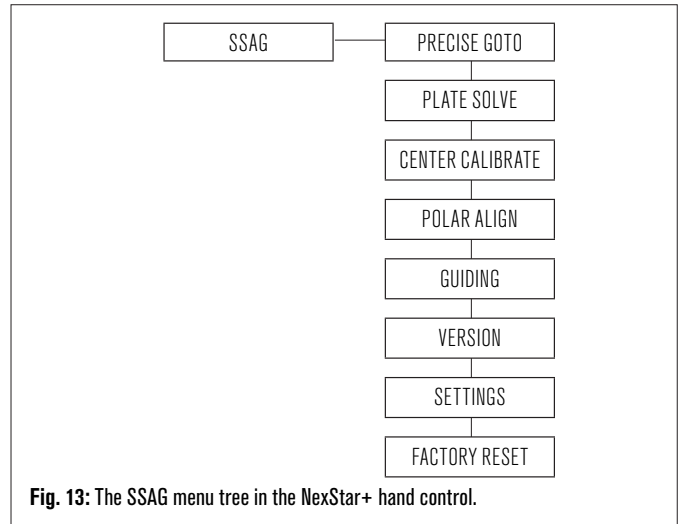 SSAG
PRECISE GOTO
PLATE SOLVE
CENTER CALIBRATE
POLAR ALIGN
GUIDING
VERSION
SETTINGS
FACTORY RESET
Fig. 13: The SSAG menu tree in the NexStar+ hand control.